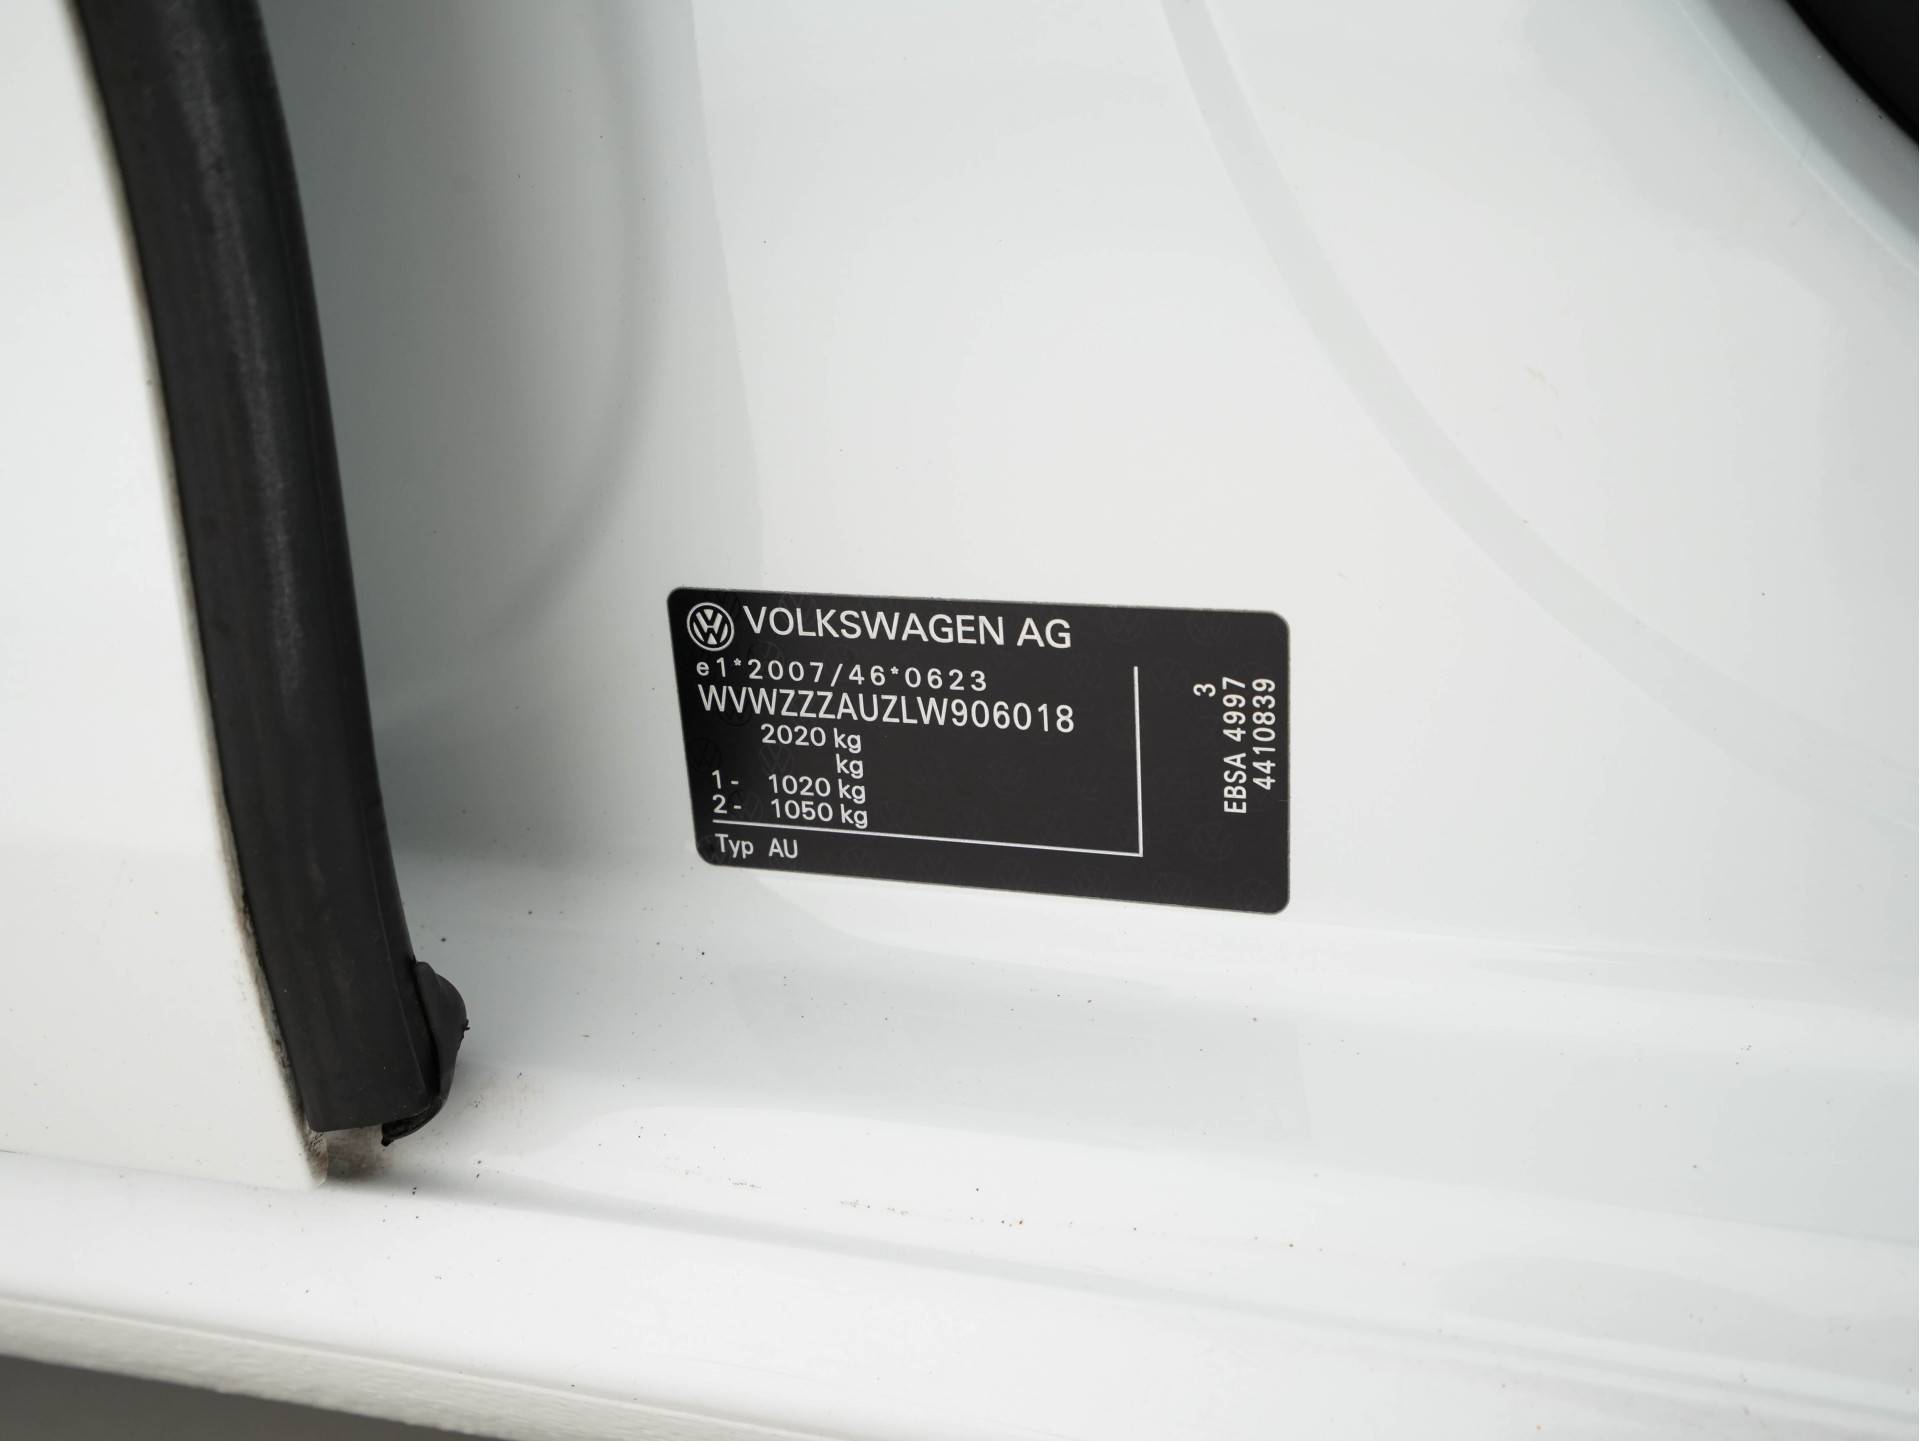 VOLKSWAGEN AG
e1*2007/46*0623
WVWZZZAUZLW906018
2020 kg
kg
1- 1020 kg
2- 1050 kg
Typ AU
3
EBSA 4997
4410839